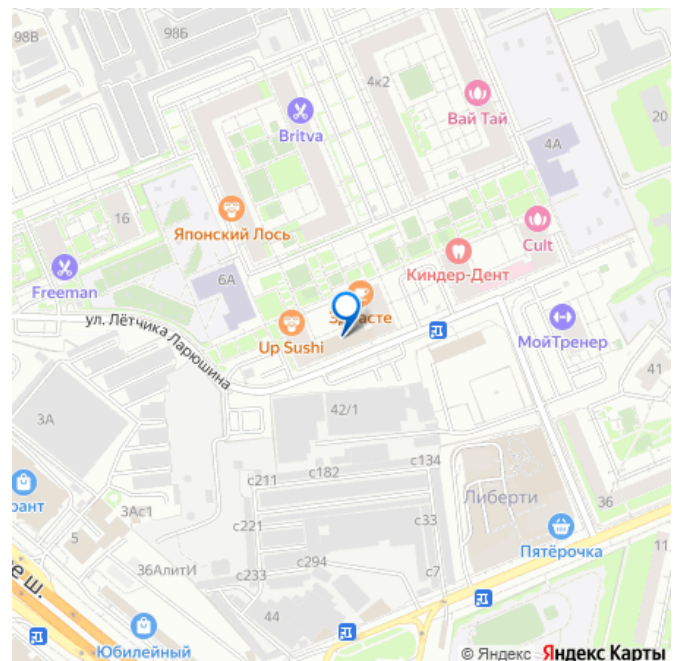 98В
98Б
4к2
Britva
Вай Тай
20
4А
16
Японский Лось
Cult
Киндер-Дент
Freeman
6А
ул. Лётчика Ларюшина
Up Sushi
МойТренер
41
42/1
3А
с211
с182
с134
Либерти
36
рант
3Ас1
с221
с33
5
Пятёрочка
11
36АлитИ
с233
с294
с7
е ш.
44
Юбилейный
© Яндекс Яндекс Карты